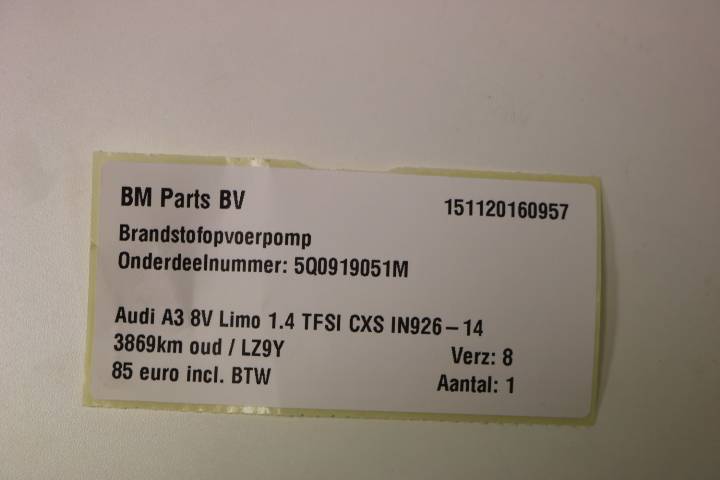 BM Parts BV 151120160957
Brandstofopvoerpomp
Onderdeelnummer: 5Q0919051M
Audi A3 8V Limo 1.4 TFSI CXS IN926-14
3869km oud / LZ9Y Verz: 8
85 euro incl. BTW Aantal: 1